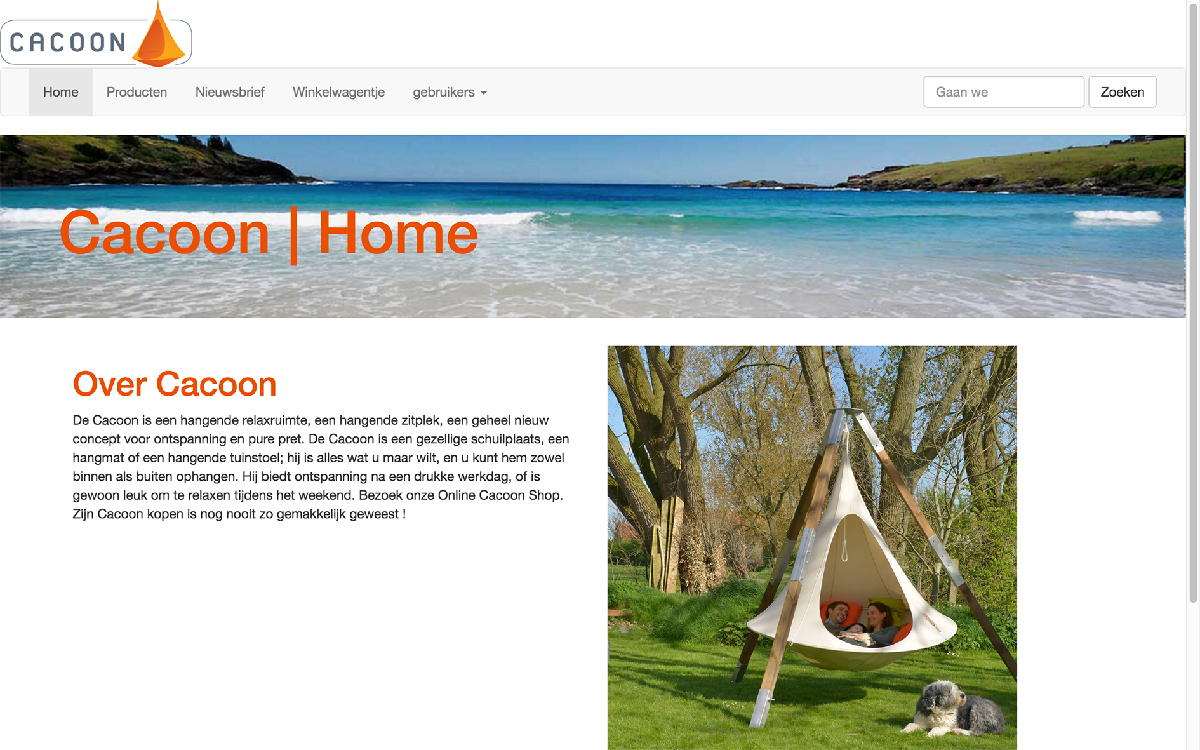 CACOON
Home Producten Nieuwsbrief Winkelwagentje gebruikers Gaan we Zoeken
Cacoon | Home
Over Cacoon
De Cacoon is een hangende relaxruimte, een hangende zitplek, een geheel nieuw
concept voor ontspanning en pure pret. De Cacoon is een gezellige schuilplaats, een
hangmat of een hangende tuinstoel; hij is alles wat u maar wilt, en u kunt hem zowel
binnen als buiten ophangen. Hij biedt ontspanning na een drukke werkdag, of is
gewoon leuk om te relaxen tijdens het weekend. Bezoek onze Online Cacoon Shop.
Zijn Cacoon kopen is nog nooit zo gemakkelijk geweest !